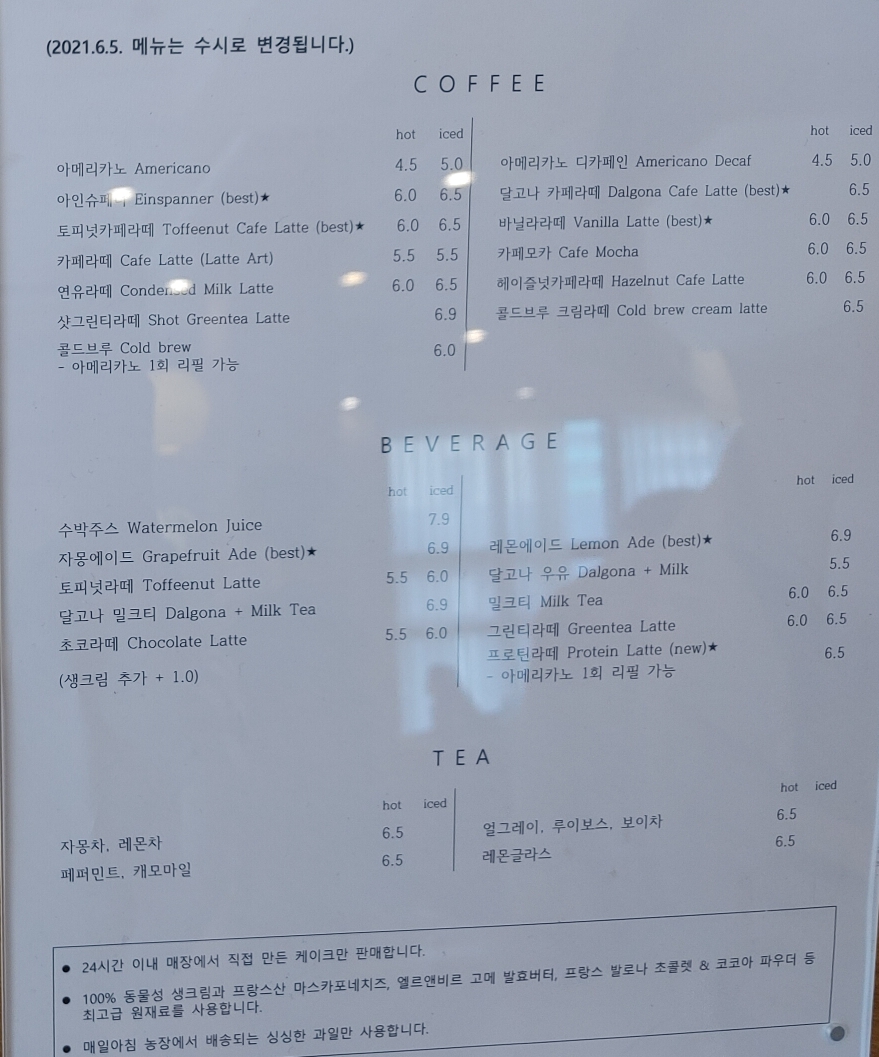 (2021.6.5. 메뉴는 수시로 변경됩니다.)
COFFEE
hot iced
아메리카노 Americano 4.5 5.0
Einspanner (best)★ 6.0 6.5
토피넛카페라떼 Toffeenut Cafe Latte (best)★ 6.0 6.5
카페라떼 Cafe Latte (Latte Art) 5.5 5.5
연유라떼 Condensed Milk Latte 6.0 6.5
샷그린티라떼 Shot Greentea Latte 6.9
콜드브루 Cold brew 6.0
- 아메리카노 1회 리필 가능
hot iced
아메리카노 디카페인 Americano Decaf 4.5 5.0
달고나 카페라떼 Dalgona Cafe Latte (best)★ 6.5
바닐라라떼 Vanilla Latte (best)★ 6.0 6.5
카페모카 Cafe Mocha 6.0 6.5
헤이즐넛카페라떼 Hazelnut Cafe Latte 6.0 6.5
콜드브루 크림라떼 Cold brew cream latte 6.5
BEVERAGE
hot iced
수박주스 Watermelon Juice 7.9
자몽에이드 Grapefruit Ade (best)★ 6.9
토피넛라떼 Toffeenut Latte 5.5 6.0
달고나 밀크티 Dalgona + Milk Tea 6.9
초코라떼 Chocolate Latte 5.5 6.0
(생크림 추가 + 1.0)
hot iced
레몬에이드 Lemon Ade (best)★ 6.9
달고나 우유 Dalgona + Milk 5.5
밀크티 Milk Tea 6.0 6.5
그린티라떼 Greentea Latte 6.0 6.5
프로틴라떼 Protein Latte (new)★ 6.5
- 아메리카노 1회 리필 가능
TEA
hot iced
자몽차, 레몬차 6.5
페퍼민트, 캐모마일 6.5
hot iced
얼그레이, 루이보스, 보이차 6.5
레몬글라스 6.5
● 24시간 이내 매장에서 직접 만든 케이크만 판매합니다.
● 100% 동물성 생크림과 프랑스산 마스카포네치즈, 엘르앤비르 고메 발효버터, 프랑스 발로나 초콜렛 & 코코아 파우더 등
최고급 원재료를 사용합니다.
● 매일아침 농장에서 배송되는 싱싱한 과일만 사용합니다.